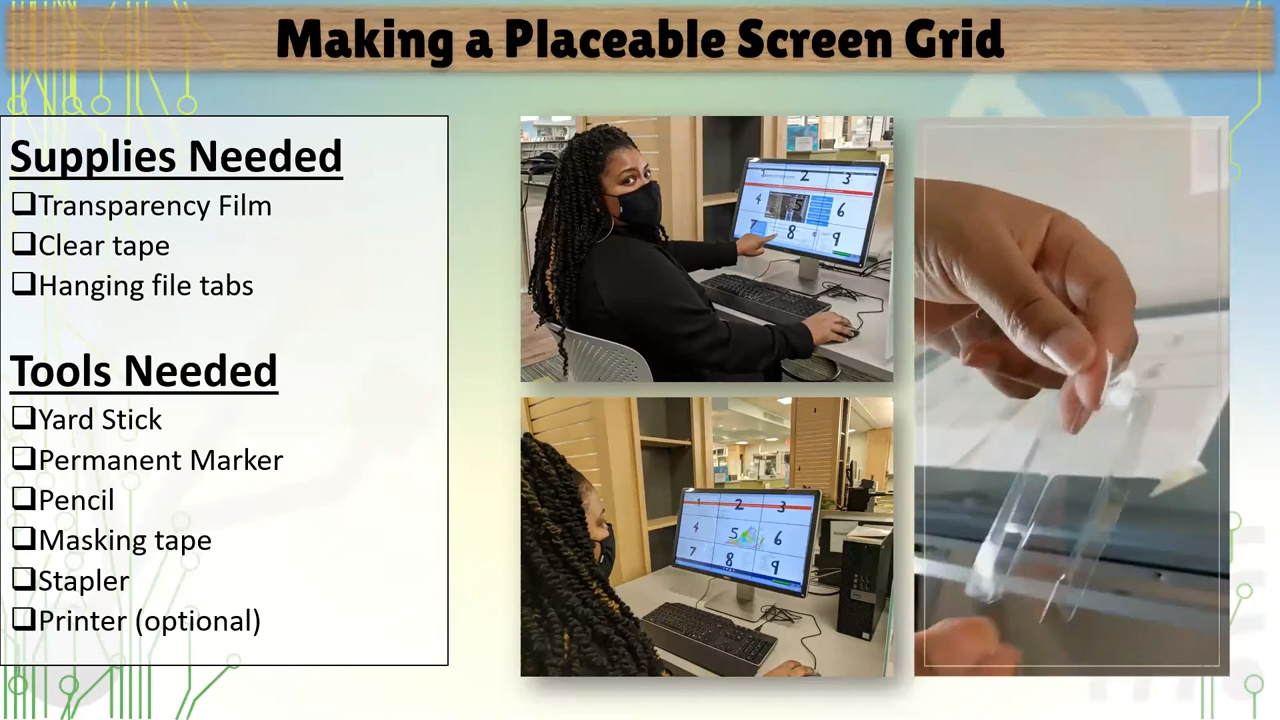 Making a Placeable Screen Grid
Supplies Needed
❑Transparency Film
❑Clear tape
❑Hanging file tabs
Tools Needed
❑Yard Stick
❑Permanent Marker
❑Pencil
❑Masking tape
❑Stapler
❑Printer (optional)
1 2 3
4 5 6
7 8 9
1 2 3
4 5 6
7 8 9